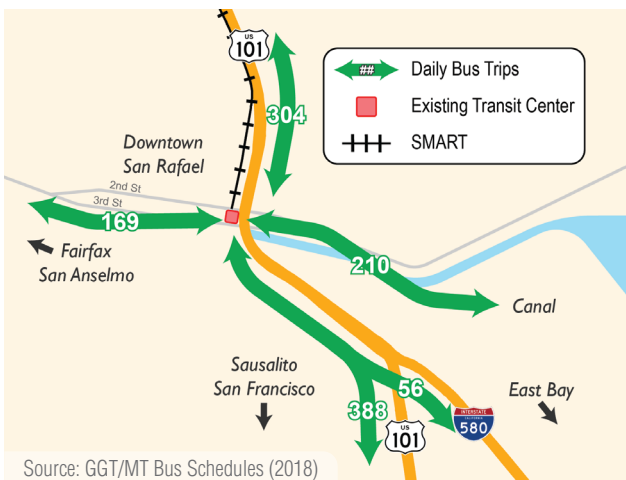 US
101
##
Daily Bus Trips
Existing Transit Center
SMART
304
Downtown
San Rafael
2nd St
3rd St
169
Fairfax
San Anselmo
210
Canal
Sausalito
San Francisco
56
388
East Bay
US
101
INTERSTATE
CALIFORNIA
580
Source: GGT/MT Bus Schedules (2018)